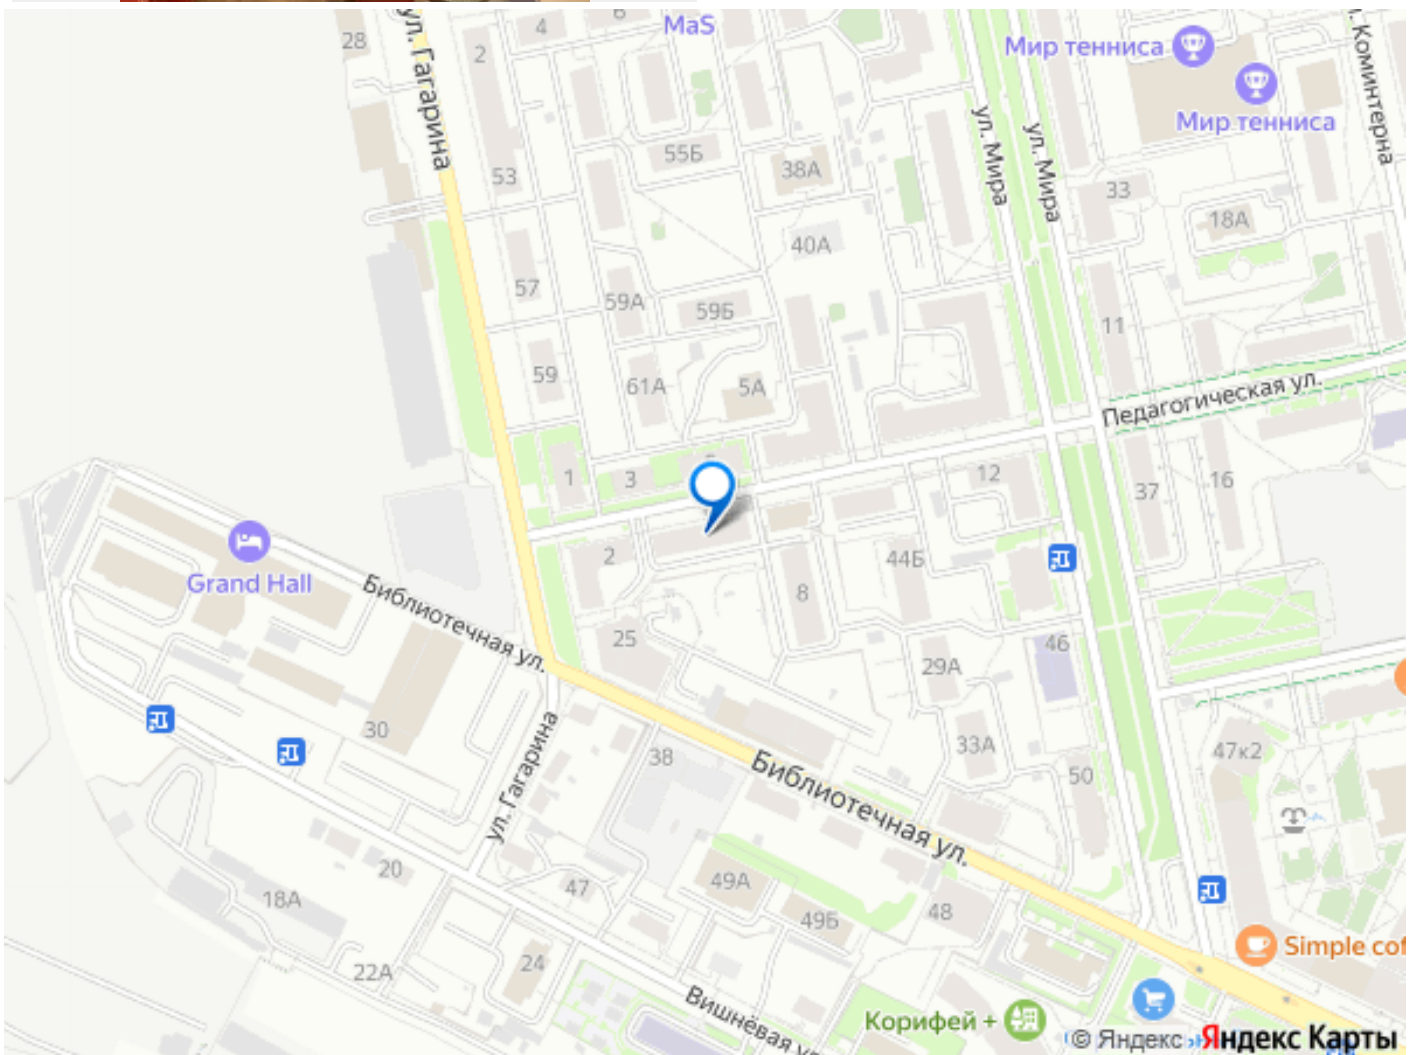 MaS
6
4
2
28
ул. Гагарина
Мир тенниса
Мир тенниса
Коминтерна
ул. Мира
ул. Мира
55Б
38А
53
33
18А
40А
57
59А
59Б
11
59
61А
5А
Педагогическая ул.
1
3
12
37
16
2
44Б
8
Grand Hall
Библиотечная ул.
25
46
29А
30
38
ул. Гагарина
33А
50
47к2
Библиотечная ул.
20
18А
47
49А
49Б
48
22А
24
Simple cof
Вишнёвая у
Корифей +
© Яндекс
Яндекс Карты